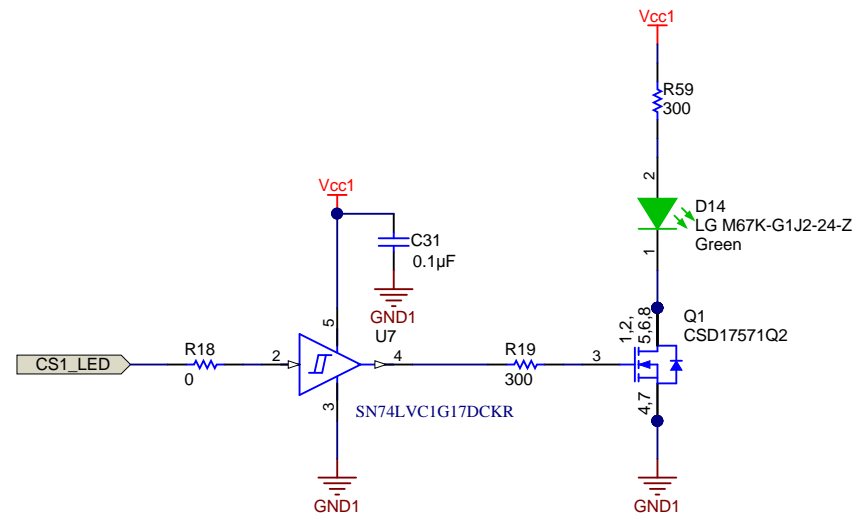 Vcc1
R59
300
2
D14
LG M67K-G1J2-24-Z
Green
1
Vcc1
C31
0.1µF
GND1
5
U7
Q1
CSD17571Q2
1,2,
5,6,8
CS1_LED
R18
0
2
4
R19
300
3
3
SN74LVC1G17DCKR
4,7
GND1
GND1